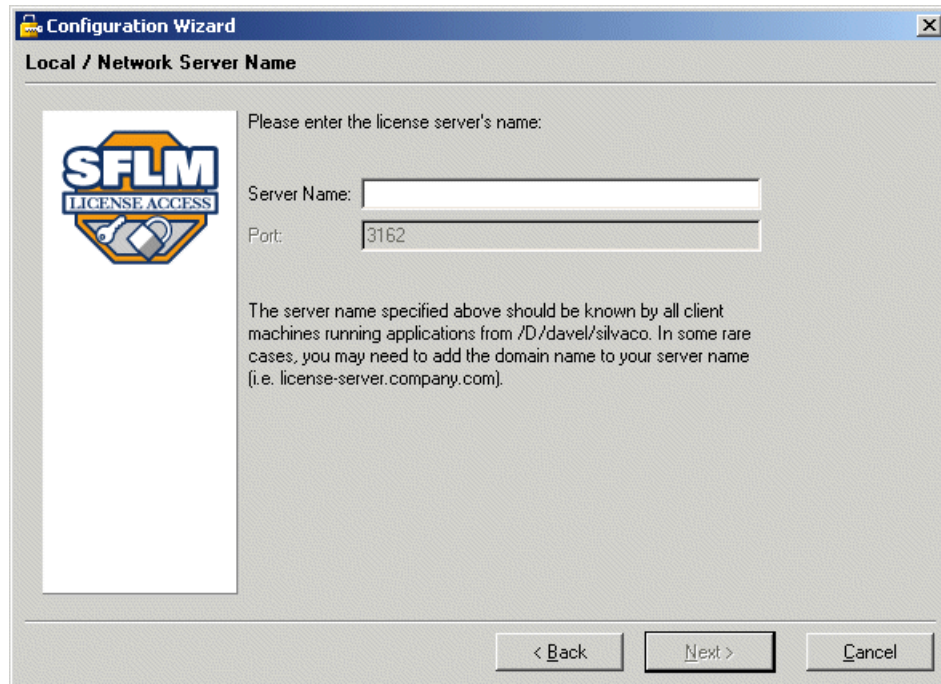 Configuration Wizard
Local / Network Server Name
SFLM
LICENSE ACCESS
Please enter the license server's name:
Server Name:
Port: 3162
The server name specified above should be known by all client
machines running applications from /D/davel/silvaco. In some rare
cases, you may need to add the domain name to your server name
(i.e. license-server.company.com).
< Back Next > Cancel